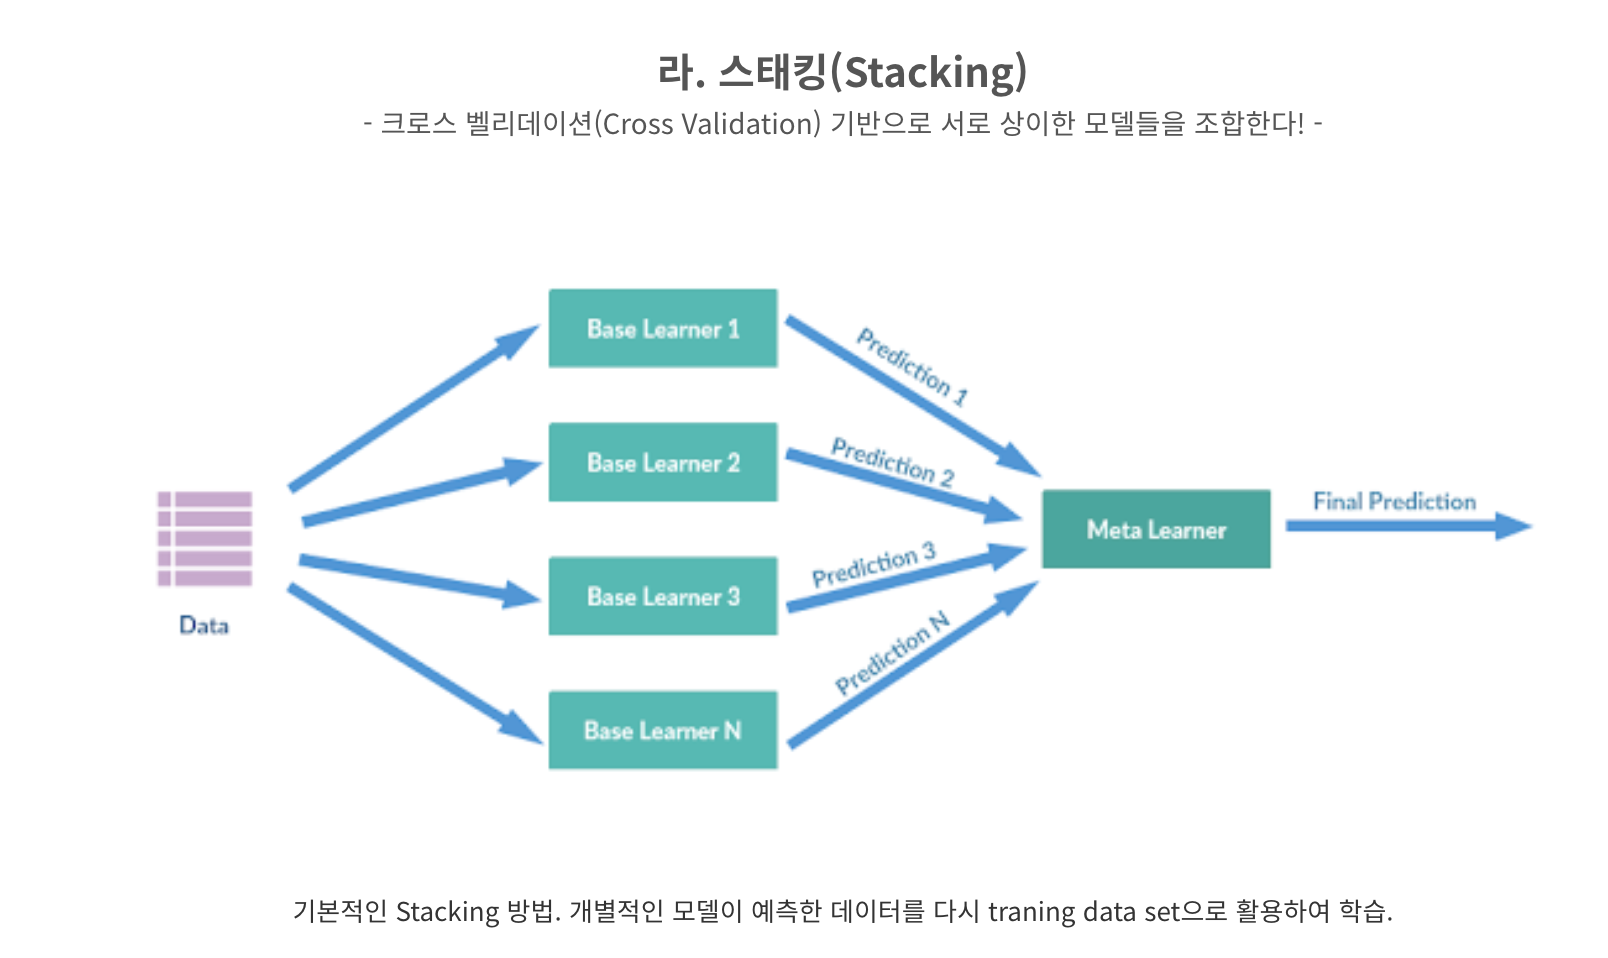 라. 스태킹(Stacking)
- 크로스 벨리데이션(Cross Validation) 기반으로 서로 상이한 모델들을 조합한다! -
Base Learner 1
Prediction 1
Base Learner 2
Prediction 2
Data
Meta Learner
Final Prediction
Base Learner 3
Prediction 3
Base Learner N
Prediction N
기본적인 Stacking 방법. 개별적인 모델이 예측한 데이터를 다시 traning data set으로 활용하여 학습.